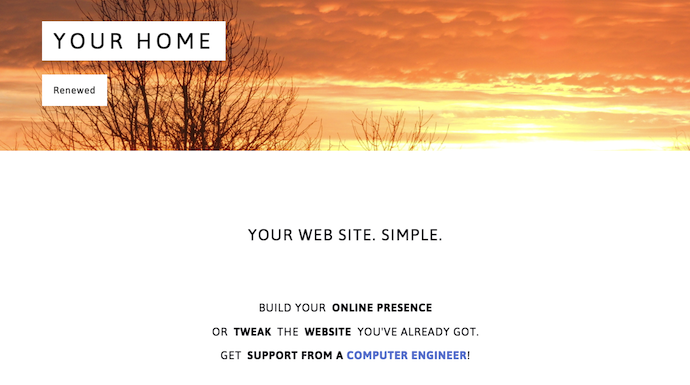 YOUR HOME
Renewed
YOUR WEB SITE. SIMPLE.
BUILD YOUR ONLINE PRESENCE
OR TWEAK THE WEBSITE YOU'VE ALREADY GOT.
GET SUPPORT FROM A COMPUTER ENGINEER!